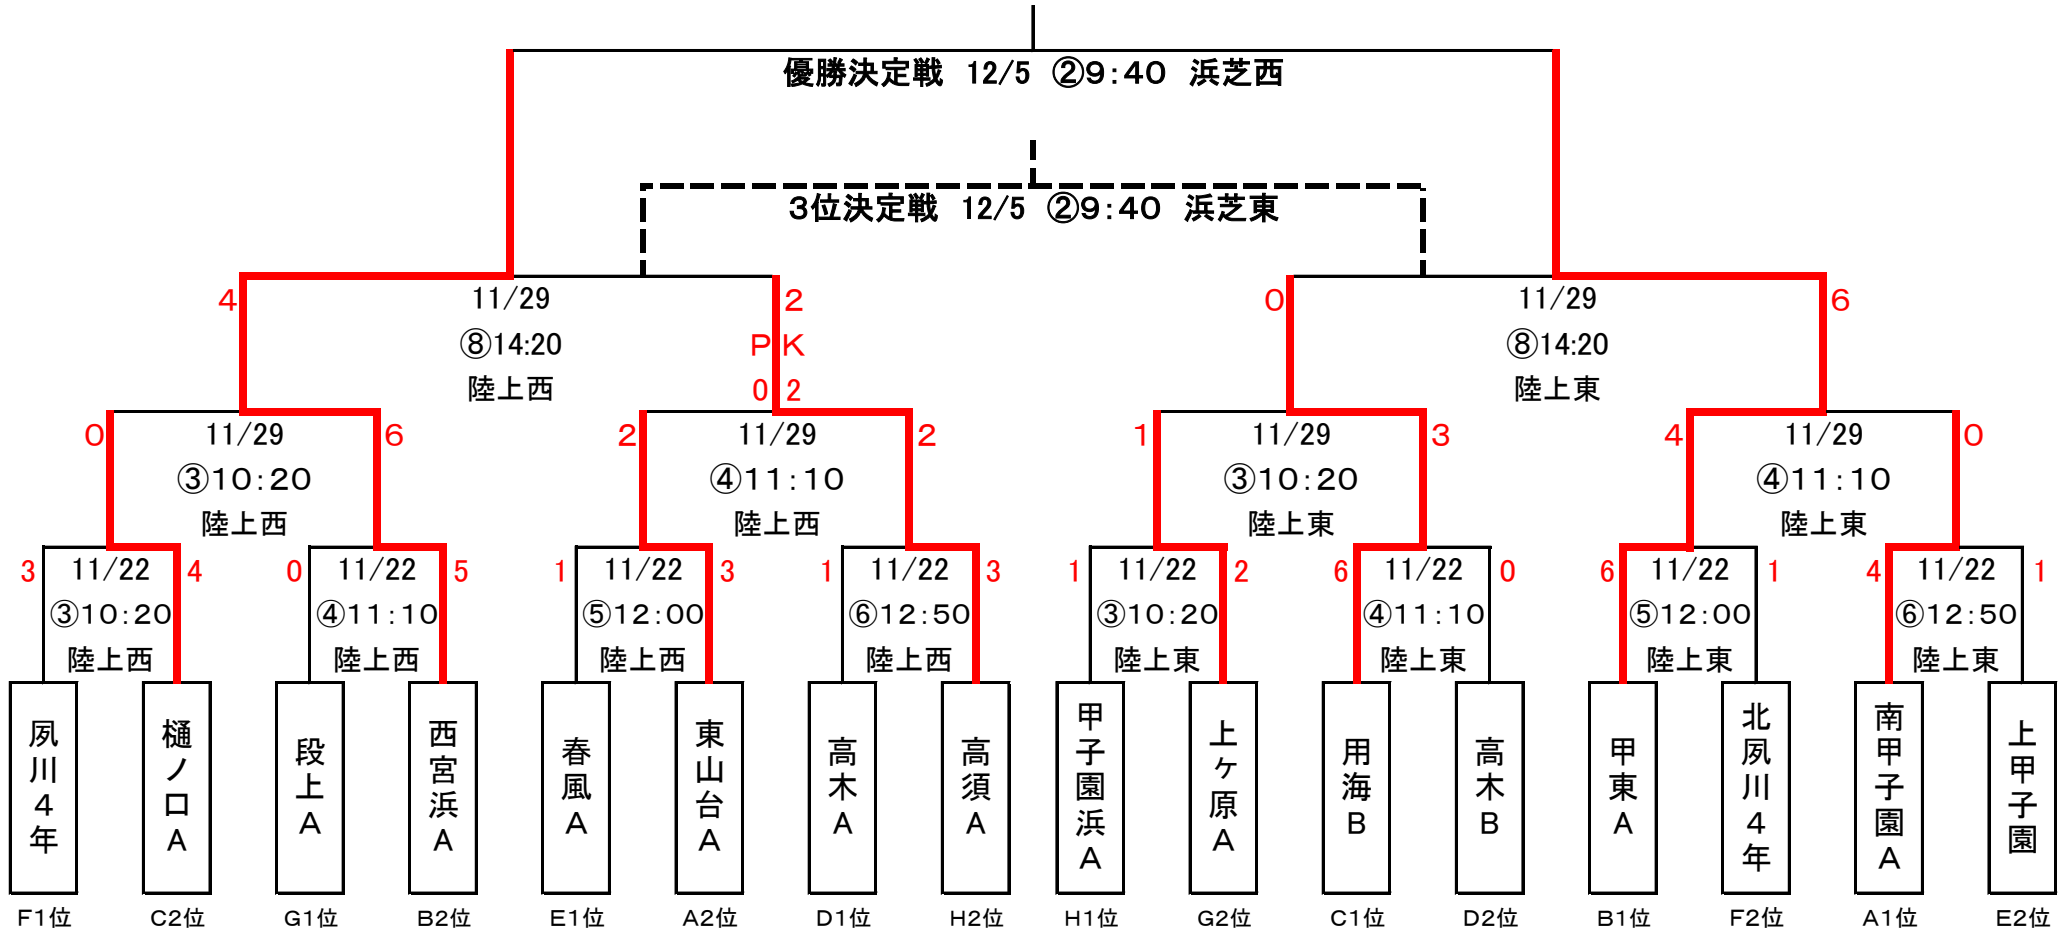 優勝決定戦 12/5 ②9:40 浜芝西
3位決定戦 12/5 ②9:40 浜芝東
4 11/29 2 0 11/29 6
⑧14:20 PK ⑧14:20
陸上西 0 2 陸上東
0 11/29 6 2 11/29 2 1 11/29 3 4 11/29 0
③10:20 ④11:10 ③10:20 ④11:10
陸上西 陸上西 陸上東 陸上東
3 11/22 4 0 11/22 5 1 11/22 3 1 11/22 3 1 11/22 2 6 11/22 0 6 11/22 1 4 11/22 1
③10:20 ④11:10 ⑤12:00 ⑥12:50 ③10:20 ④11:10 ⑤12:00 ⑥12:50
陸上西 陸上西 陸上西 陸上西 陸上東 陸上東 陸上東 陸上東
夙川4年
樋ノ口A
段上A
西宮浜A
春風A
東山台A
高木A
高須A
甲子園浜A
上ヶ原A
用海B
高木B
甲東A
北夙川4年
南甲子園A
上甲子園
F1位 C2位 G1位 B2位 E1位 A2位 D1位 H2位 H1位 G2位 C1位 D2位 B1位 F2位 A1位 E2位